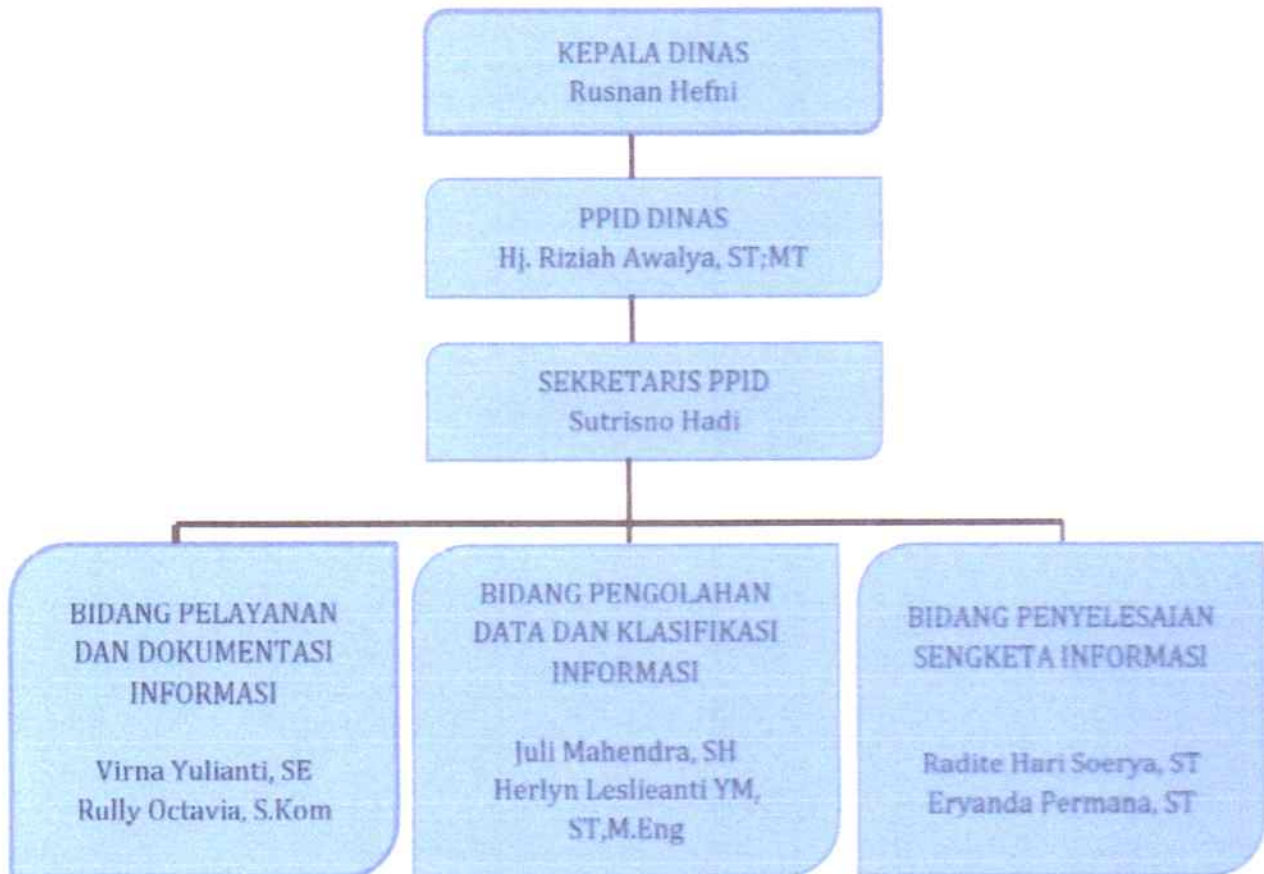 KEPALA DINAS
Rusnan Hefni
PPID DINAS
Hj. Riziah Awalya, ST;MT
SEKRETARIS PPID
Sutrisno Hadi
BIDANG PELAYANAN
DAN DOKUMENTASI
INFORMASI
Virna Yulianti, SE
Rully Octavia, S.Kom
BIDANG PENGOLAHAN
DATA DAN KLASIFIKASI
INFORMASI
Juli Mahendra, SH
Herlyn Leslieanti YM,
ST,M.Eng
BIDANG PENYELESAIAN
SENGKETA INFORMASI
Radite Hari Soerya, ST
Eryanda Permana, ST